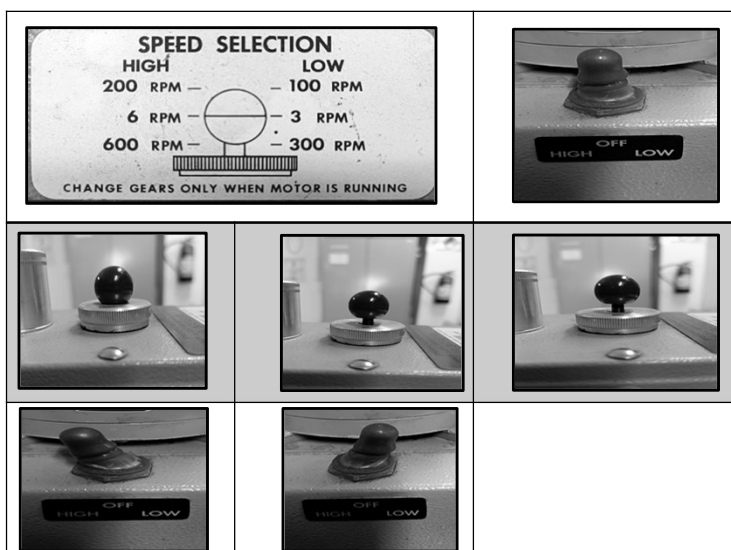 SPEED SELECTION
HIGH LOW
200 RPM 100 RPM
6 RPM 3 RPM
600 RPM 300 RPM
CHANGE GEARS ONLY WHEN MOTOR IS RUNNING
OFF
HIGH LOW
OFF
HIGH LOW
OFF
HIGH LOW